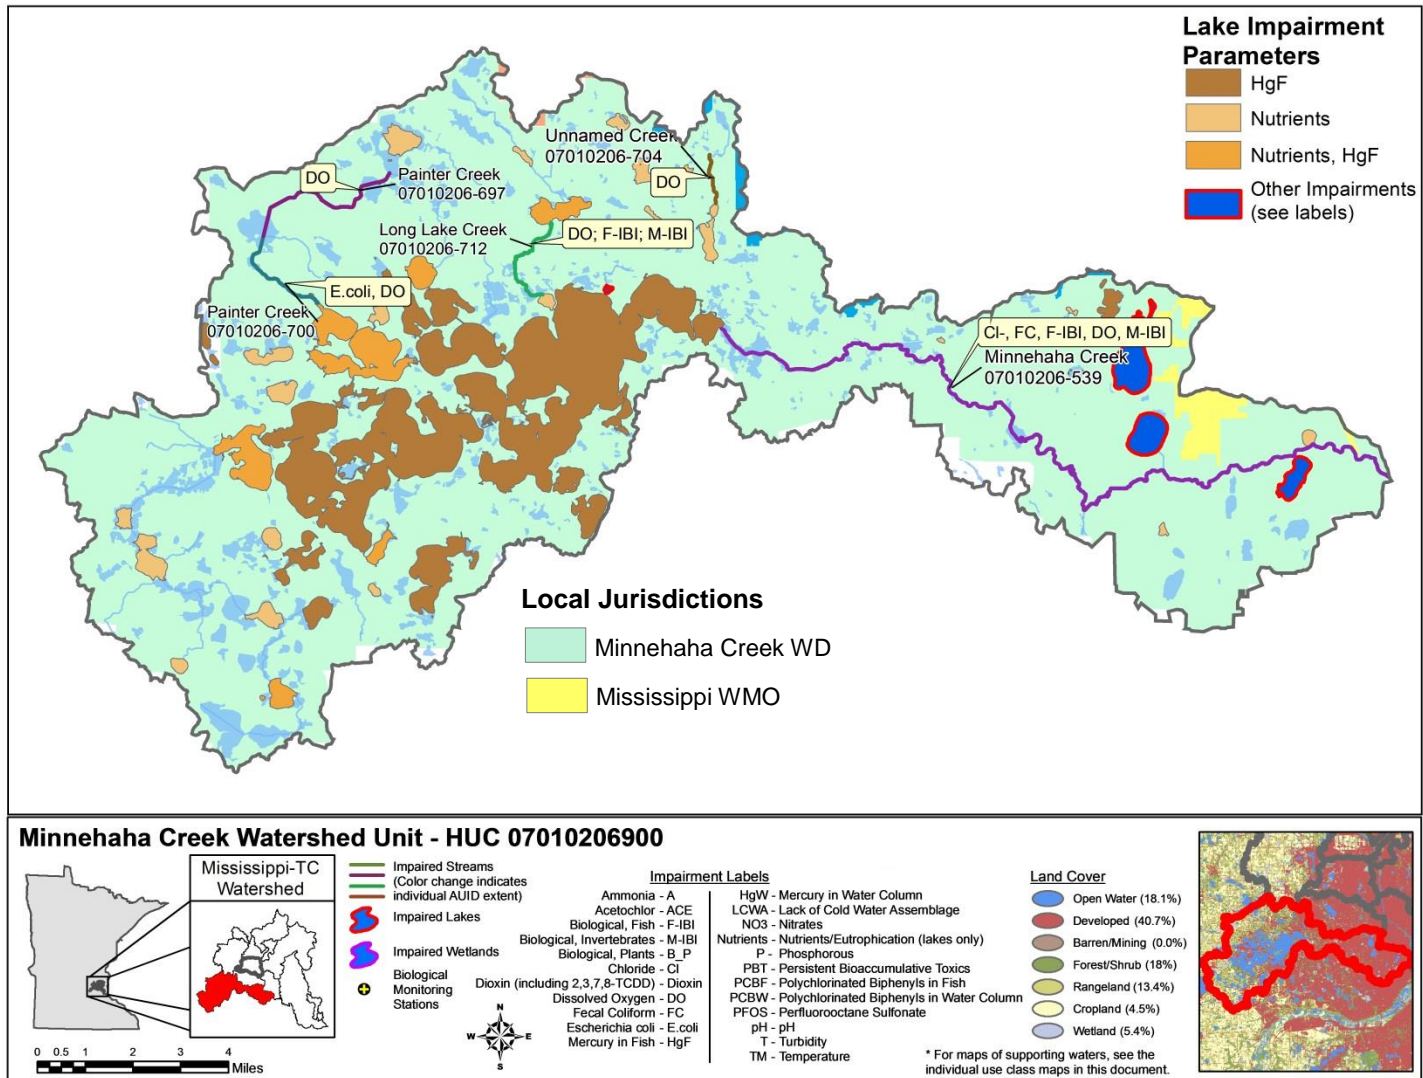 Lake Impairment
Parameters
HgF
Nutrients
Nutrients, HgF
Other Impairments
(see labels)
Unnamed Creek
07010206-704
DO
DO
Painter Creek
07010206-697
Long Lake Creek
07010206-712
DO; F-IBI; M-IBI
E.coli, DO
Painter Creek
07010206-700
Cl-, FC, F-IBI, DO, M-IBI
Minnehaha Creek
07010206-539
Local Jurisdictions
Minnehaha Creek WD
Mississippi WMO
Minnehaha Creek Watershed Unit - HUC 07010206900
Mississippi-TC
Watershed
0 0.5 1 2 3 4
Miles
Impaired Streams
(Color change indicates
individual AUID extent)
Impaired Lakes
Impaired Wetlands
Biological
Monitoring
Stations
N
W E
S
Impairment Labels
Ammonia - A
Acetochlor - ACE
Biological, Fish - F-IBI
Biological, Invertebrates - M-IBI
Biological, Plants - B_P
Chloride - Cl
Dioxin (including 2,3,7,8-TCDD) - Dioxin
Dissolved Oxygen - DO
Fecal Coliform - FC
Escherichia coli - E.coli
Mercury in Fish - HgF
HgW - Mercury in Water Column
LCWA - Lack of Cold Water Assemblage
NO3 - Nitrates
Nutrients - Nutrients/Eutrophication (lakes only)
P - Phosphorous
PBT - Persistent Bioaccumulative Toxics
PCBF - Polychlorinated Biphenyls in Fish
PCBW - Polychlorinated Biphenyls in Water Column
PFOS - Perfluorooctane Sulfonate
pH - pH
T - Turbidity
TM - Temperature
Land Cover
Open Water (18.1%)
Developed (40.7%)
Barren/Mining (0.0%)
Forest/Shrub (18%)
Rangeland (13.4%)
Cropland (4.5%)
Wetland (5.4%)
* For maps of supporting waters, see the
individual use class maps in this document.